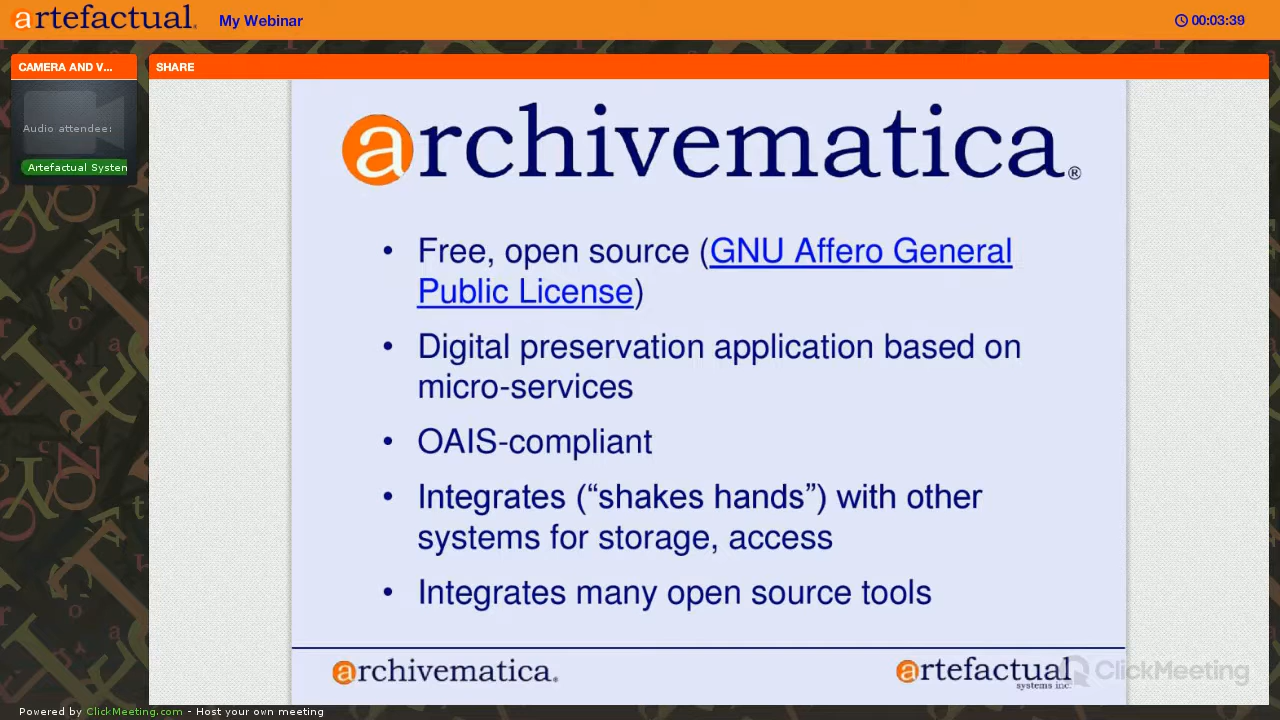 artefactual.
My Webinar
00:03:39
CAMERA AND V...
SHARE
Audio attendee:
Artefactual System
archivematica®
• Free, open source (GNU Affero General
Public License)
• Digital preservation application based on
micro-services
• OAIS-compliant
• Integrates (“shakes hands”) with other
systems for storage, access
• Integrates many open source tools
archivematica®
artefactual
systems inc.
ClickMeeting
Powered by ClickMeeting.com - Host your own meeting